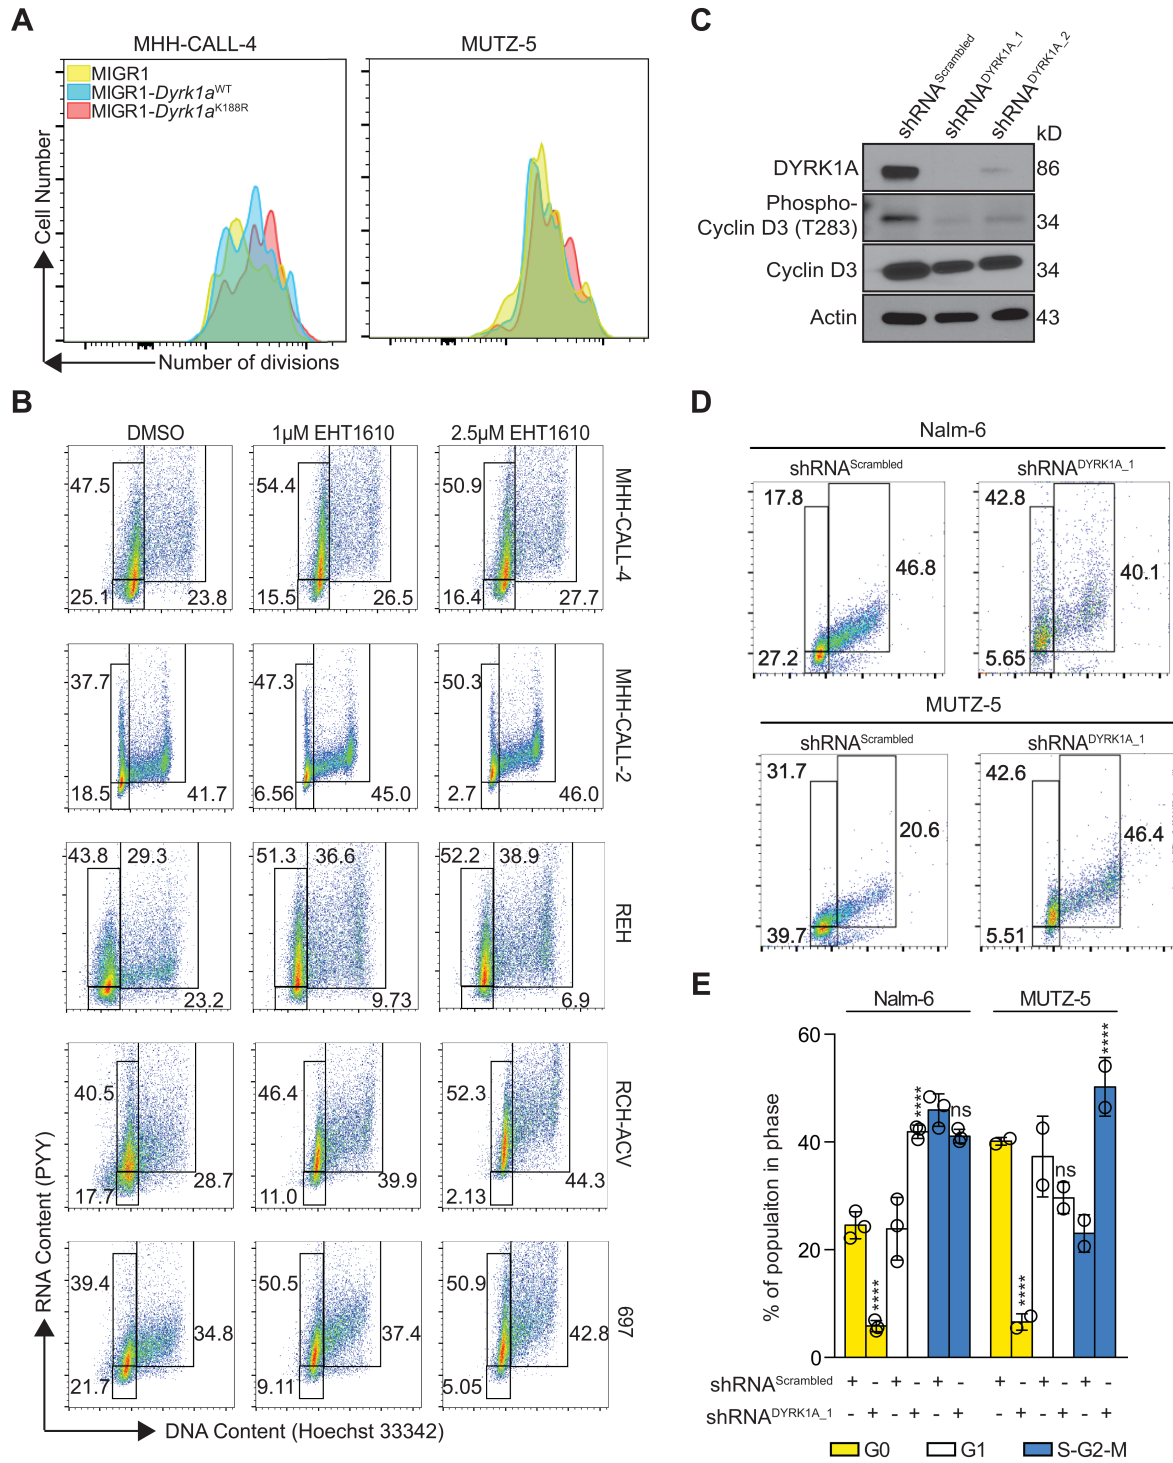 A
MHH-CALL-4
MUTZ-5
MIGR1
MIGR1-Dyrk1aWT
MIGR1-Dyrk1aK188R
Cell Number
Number of divisions
C
shRNAScrambled
shRNADYRK1A_1
shRNADYRK1A_2
kD
DYRK1A
86
Phospho-
Cyclin D3 (T283)
34
Cyclin D3
34
Actin
43
B
DMSO
1µM EHT1610
2.5µM EHT1610
47.5
25.1
23.8
54.4
15.5
26.5
50.9
16.4
27.7
MHH-CALL-4
37.7
18.5
41.7
47.3
6.56
45.0
50.3
2.7
46.0
MHH-CALL-2
43.8
29.3
23.2
51.3
36.6
9.73
52.2
38.9
6.9
REH
40.5
17.7
28.7
46.4
11.0
39.9
52.3
2.13
44.3
RCH-ACV
39.4
21.7
34.8
50.5
9.11
37.4
50.9
5.05
42.8
697
RNA Content (PYY)
DNA Content (Hoechst 33342)
D
Nalm-6
shRNAScrambled
shRNADYRK1A_1
17.8
46.8
27.2
42.8
40.1
5.65
MUTZ-5
shRNAScrambled
shRNADYRK1A_1
31.7
20.6
39.7
42.6
46.4
5.51
E
Nalm-6
MUTZ-5
% of populaiton in phase
60
40
20
0
****
****
ns
****
ns
****
shRNAScrambled + - + - + - + - + - + -
shRNADYRK1A_1 - + - + - + - + - + - +
G0
G1
S-G2-M